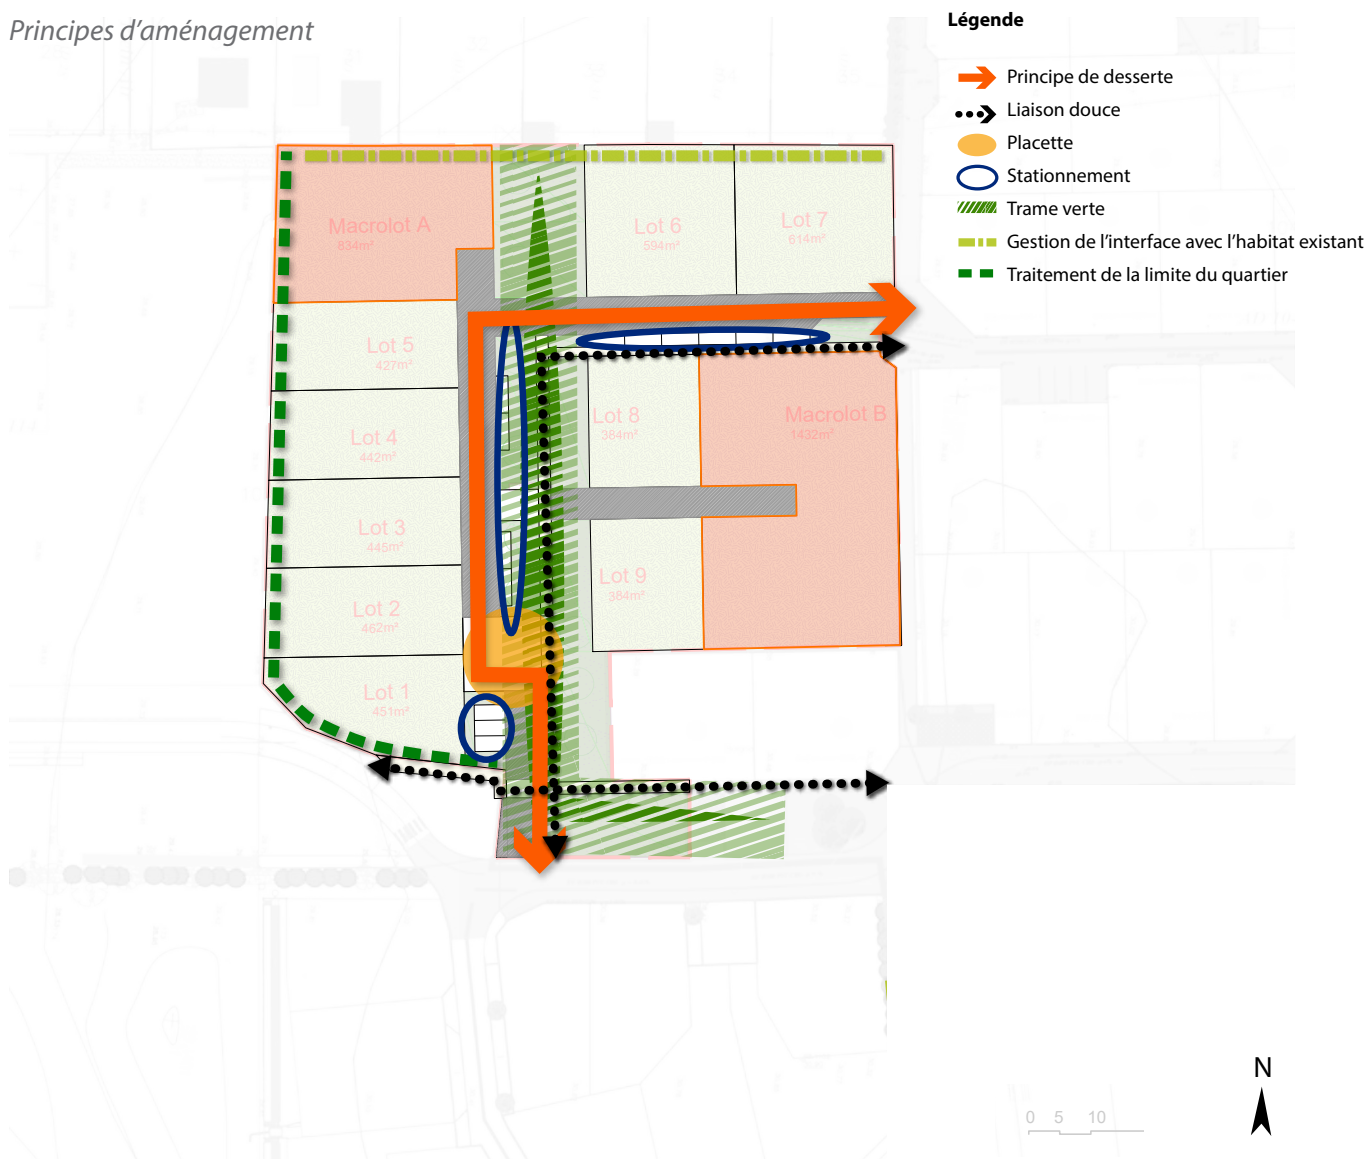 Principes d’aménagement
Légende
Principe de desserte
Liaison douce
Placette
Stationnement
Trame verte
Gestion de l’interface avec l’habitat existant
Traitement de la limite du quartier
Macrolot A
834m²
Lot 6
594m²
Lot 7
614m²
Lot 5
427m²
Lot 4
442m²
Lot 8
384m²
Macrolot B
1432m²
Lot 3
445m²
Lot 9
384m²
Lot 2
462m²
Lot 1
451m²
N
0 5 10